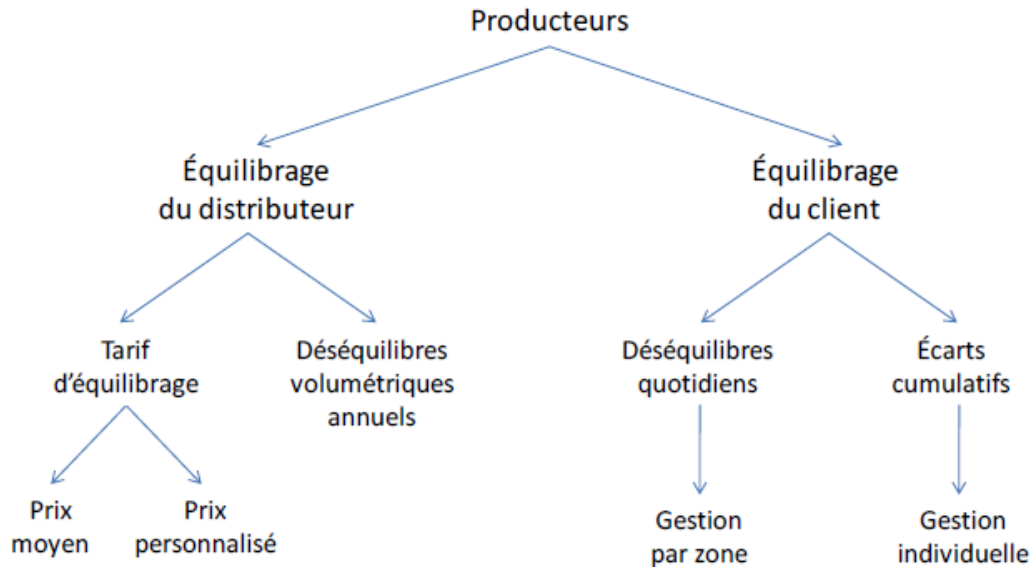 Producteurs
Équilibrage
du distributeur
Équilibrage
du client
Tarif
d'équilibrage
Déséquilibres
volumétriques
annuels
Déséquilibres
quotidiens
Écarts
cumulatifs
Prix
moyen
Prix
personnalisé
Gestion
par zone
Gestion
individuelle